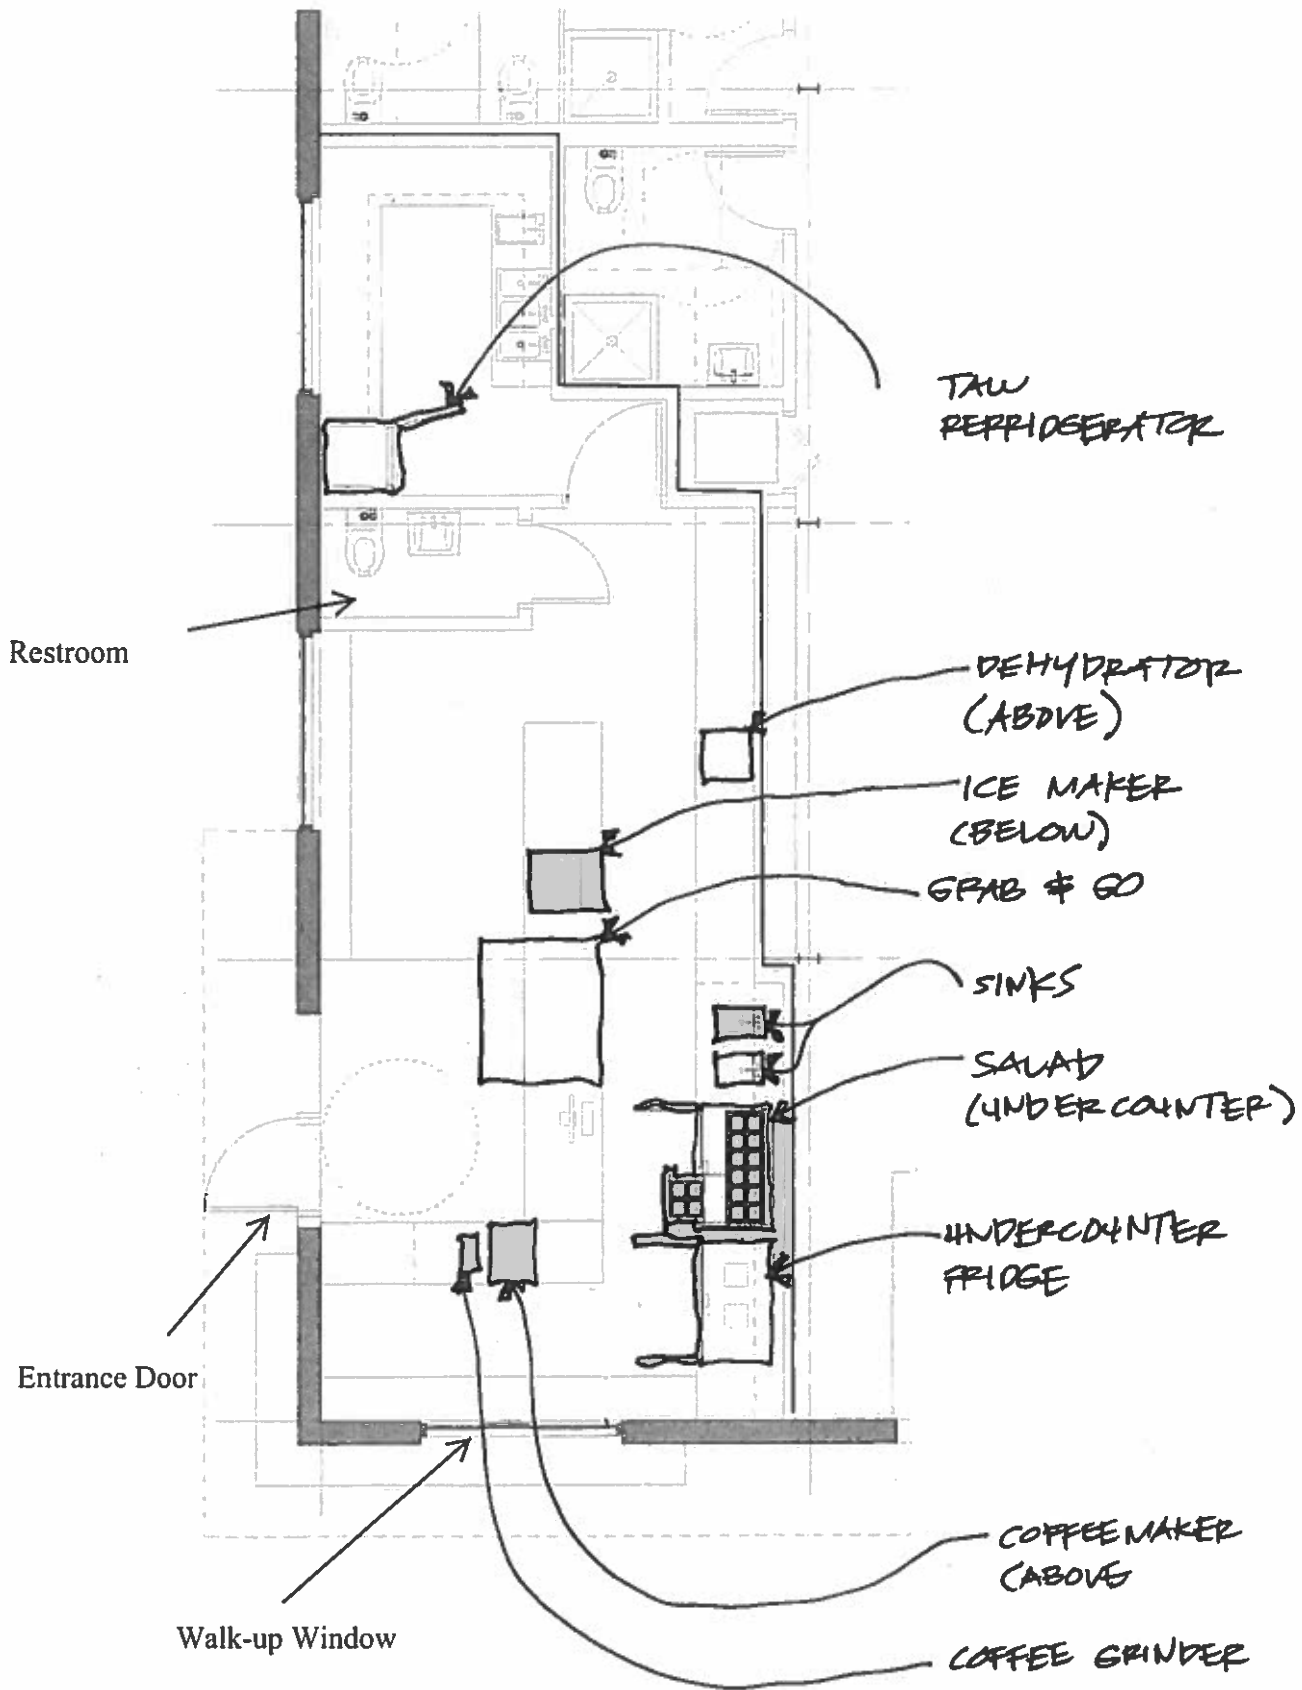 TALL
REFRIDGERATOR
Restroom
DEHYDRATOR
(ABOVE)
ICE MAKER
(BELOW)
GRAB & GO
SINKS
SALAD
(UNDERCOUNTER)
UNDERCOUNTER
FRIDGE
Entrance Door
COFFEEMAKER
(ABOVE
Walk-up Window
COFFEE GRINDER